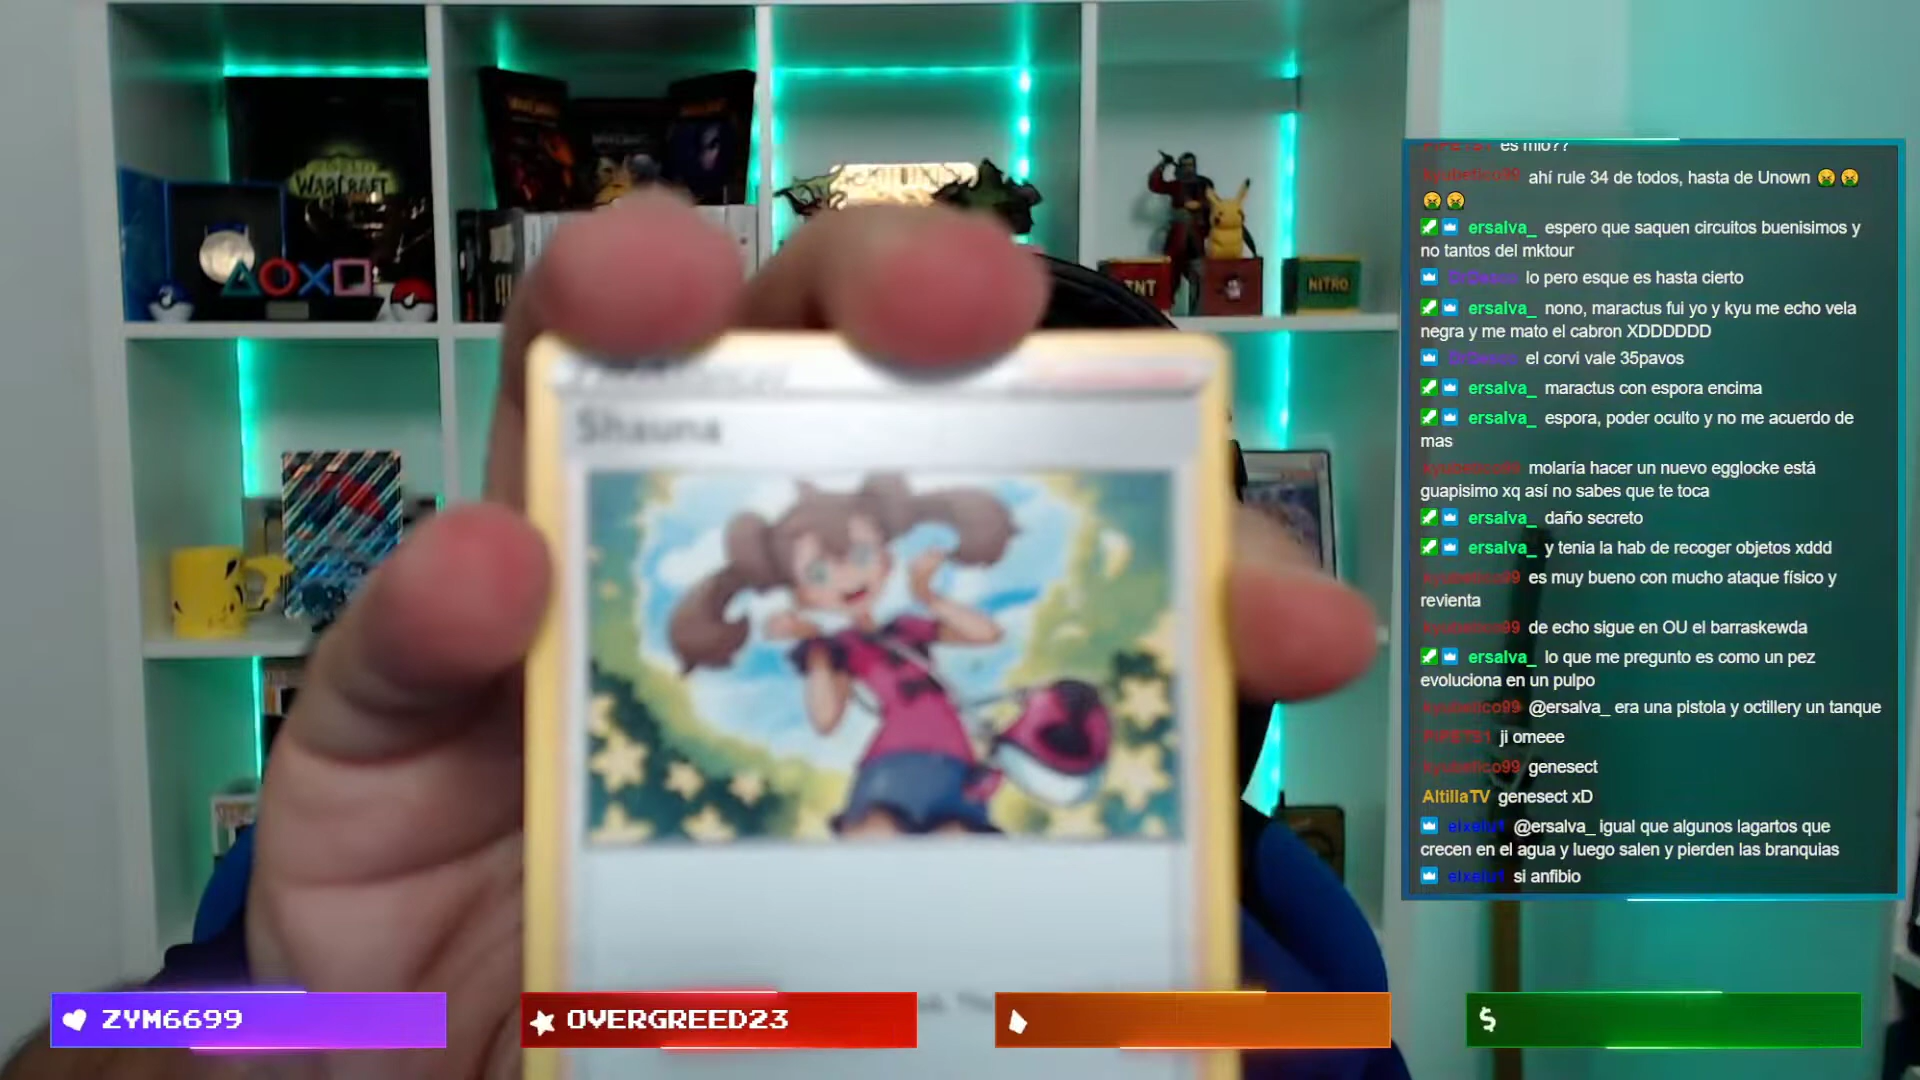 WORLD
WARCRAFT
TNT
NITRO
Shauna
es mio??
kyubetico99 ahí rule 34 de todos, hasta de Unown
ersalva_ espero que saquen circuitos buenisimos y
no tantos del mktour
lo pero esque es hasta cierto
ersalva_ nono, maractus fui yo y kyu me echo vela
negra y me mato el cabron XDDDDDD
el corvi vale 35pavos
ersalva_ maractus con espora encima
ersalva_ espora, poder oculto y no me acuerdo de
mas
kyubetico99 molaría hacer un nuevo egglocke está
guapisimo xq así no sabes que te toca
ersalva_ daño secreto
ersalva_ y tenia la hab de recoger objetos xddd
kyubetico99 es muy bueno con mucho ataque físico y
revienta
kyubetico99 de echo sigue en OU el barraskewda
ersalva_ lo que me pregunto es como un pez
evoluciona en un pulpo
kyubetico99 @ersalva_ era una pistola y octillery un tanque
ji omeee
kyubetico99 genesect
AltillaTV genesect xD
@ersalva_ igual que algunos lagartos que
crecen en el agua y luego salen y pierden las branquias
si anfibio
ZYM6699
OVERGREED23
$